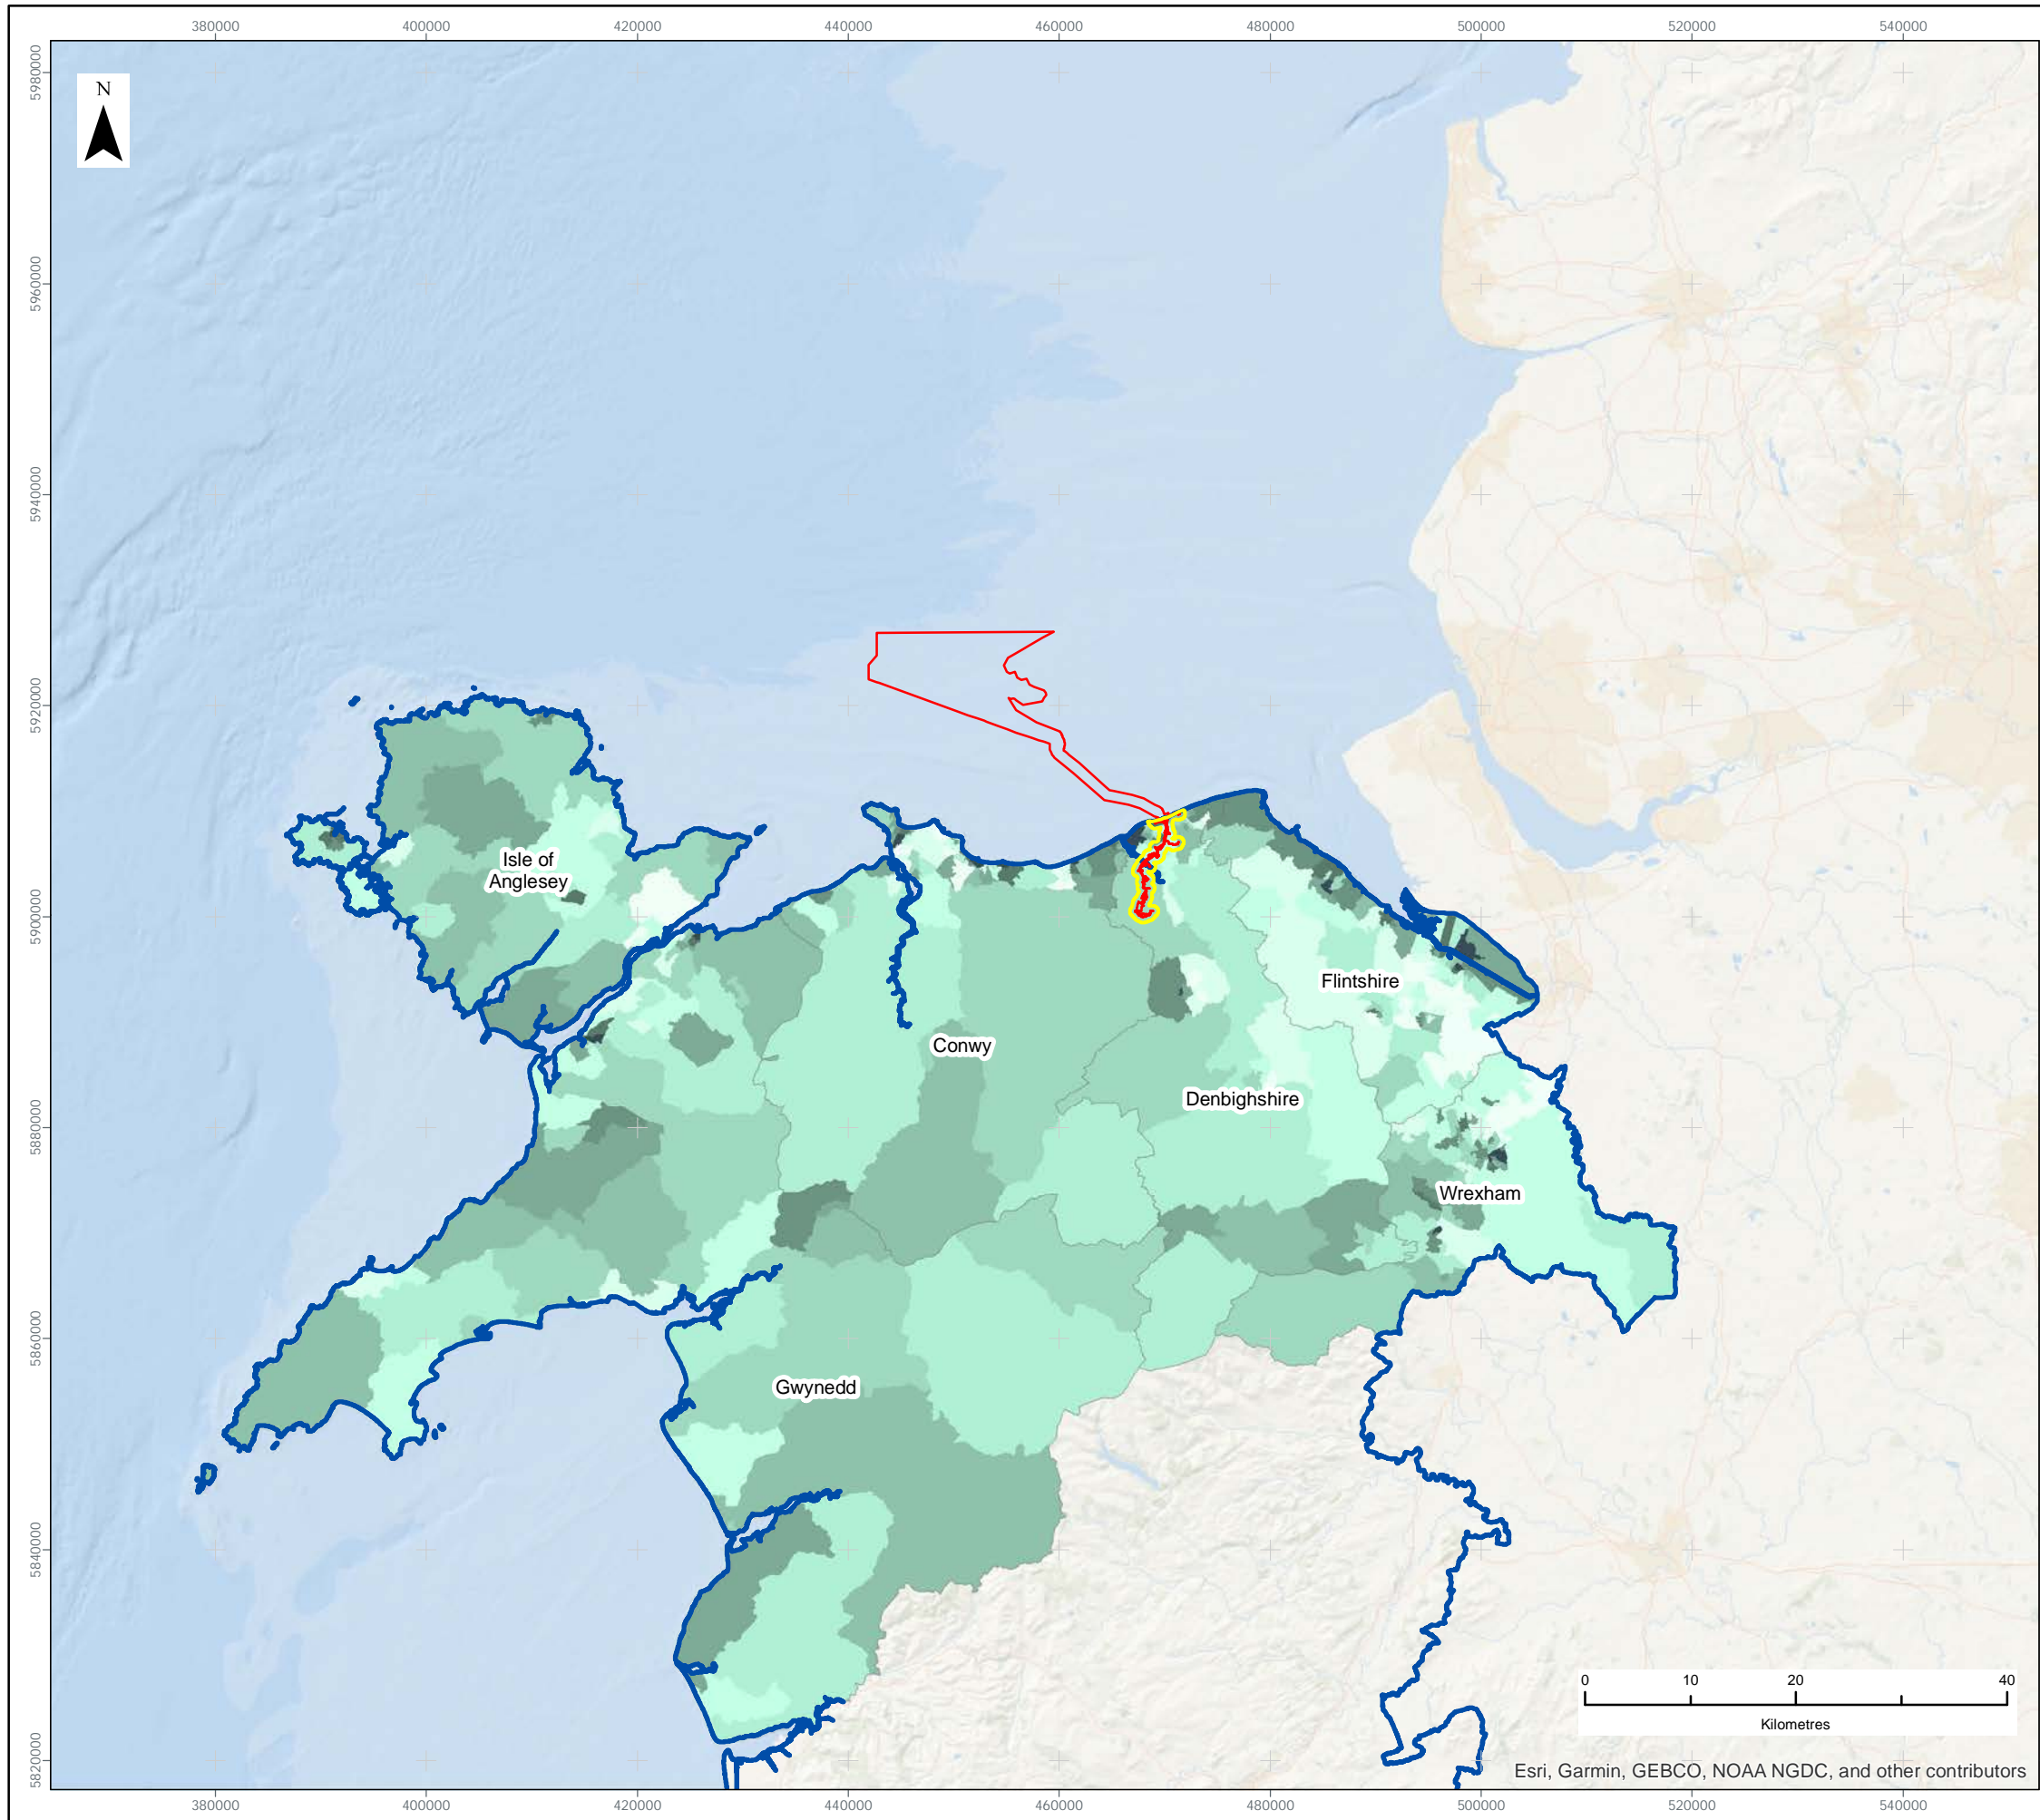 380000 400000 420000 440000 460000 480000 500000 520000 540000
5980000
N
5960000
5940000
5920000
5900000
Isle of
Anglesey
Flintshire
Conwy
Denbighshire
5880000
Wrexham
5860000
Gwynedd
5840000
0 10 20 40
Kilometres
5820000
Esri, Garmin, GEBCO, NOAA NGDC, and other contributors
380000 400000 420000 440000 460000 480000 500000 520000 540000